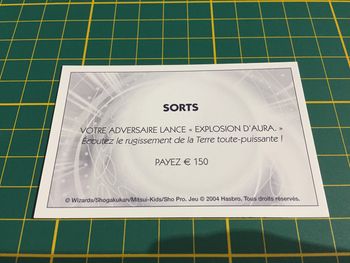 SORTS
VOTRE ADVERSAIRE LANCE « EXPLOSION D'AURA. »
Écoutez le rugissement de la Terre toute-puissante !
PAYEZ € 150
© Wizards/Shogakukan/Mitsui-Kids/Sho Pro. Jeu © 2004 Hasbro. Tous droits réservés.